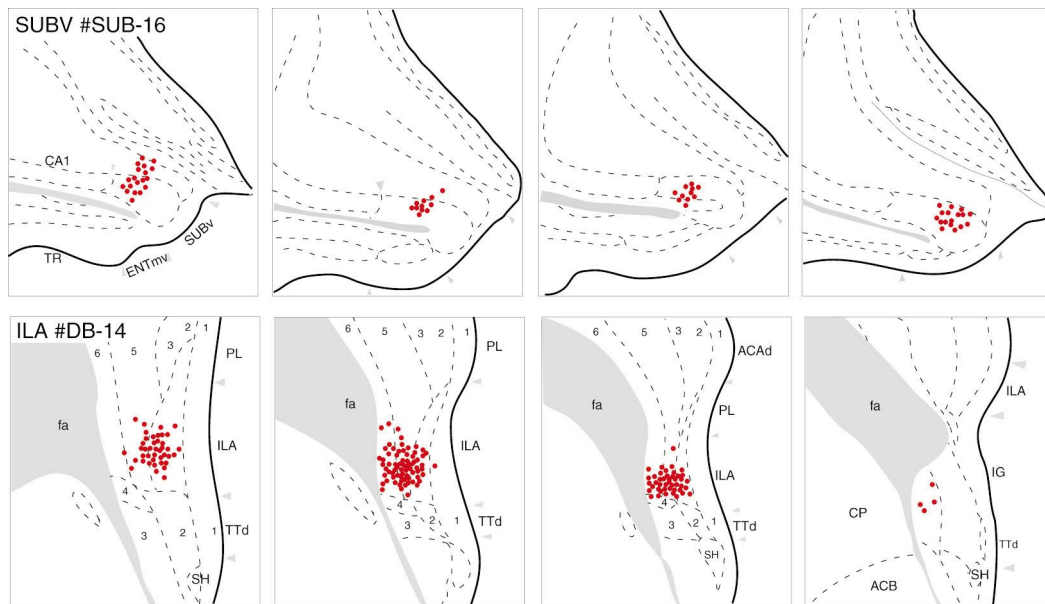 SUBV #SUB-16
CA1
TR
ENTmv
SUBv
ILA #DB-14
6 5 2 1
3
PL
fa
ILA
4
3 2 1 TTd
SH
6 5 3 2 1
PL
fa
ILA
4
3 2 1 TTd
6 5 3 2 1
ACAd
fa
PL
ILA
4
3 2 1 TTd
SH
ILA
fa
IG
CP
TTd
SH
ACB